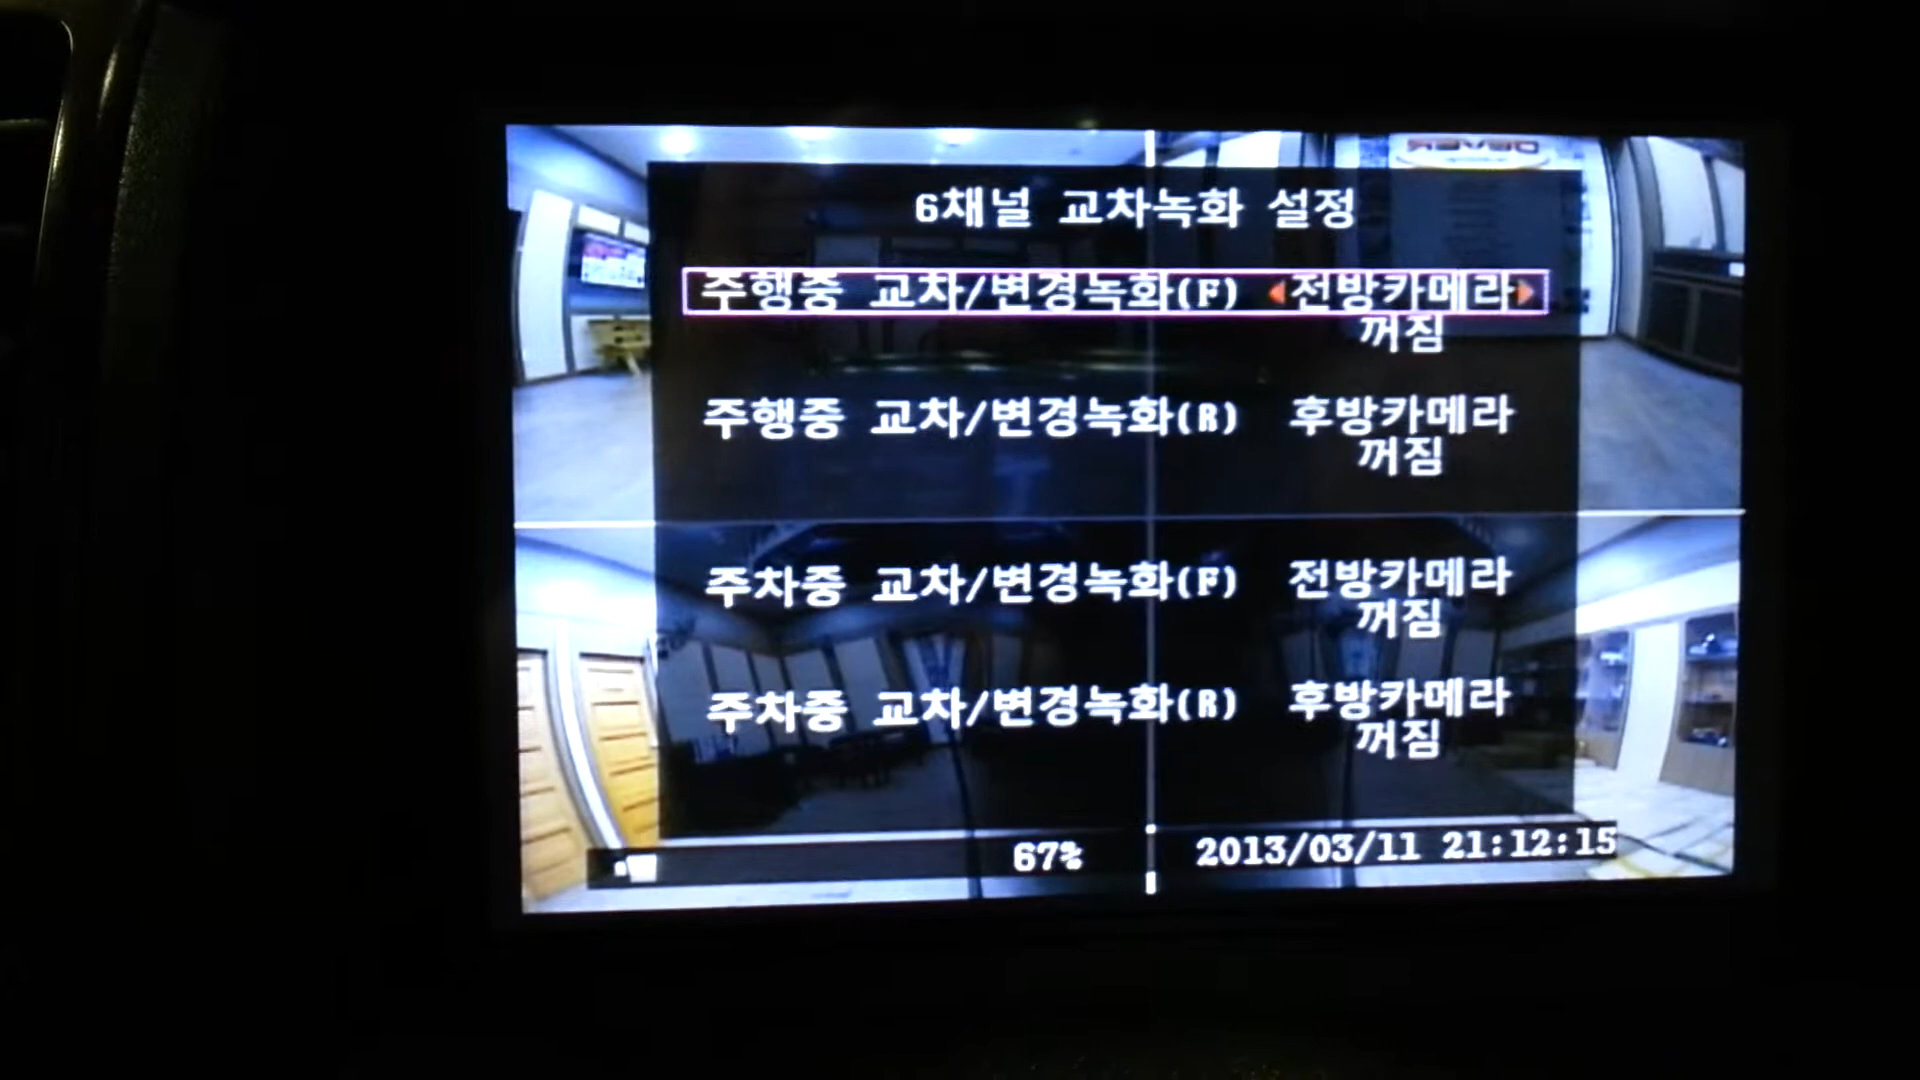 6채널 교차녹화 설정
주행중 교차/변경녹화(F) 전방카메라
꺼짐
주행중 교차/변경녹화(R) 후방카메라
꺼짐
주차중 교차/변경녹화(F) 전방카메라
꺼짐
주차중 교차/변경녹화(R) 후방카메라
꺼짐
67% 2013/03/11 21:12:15